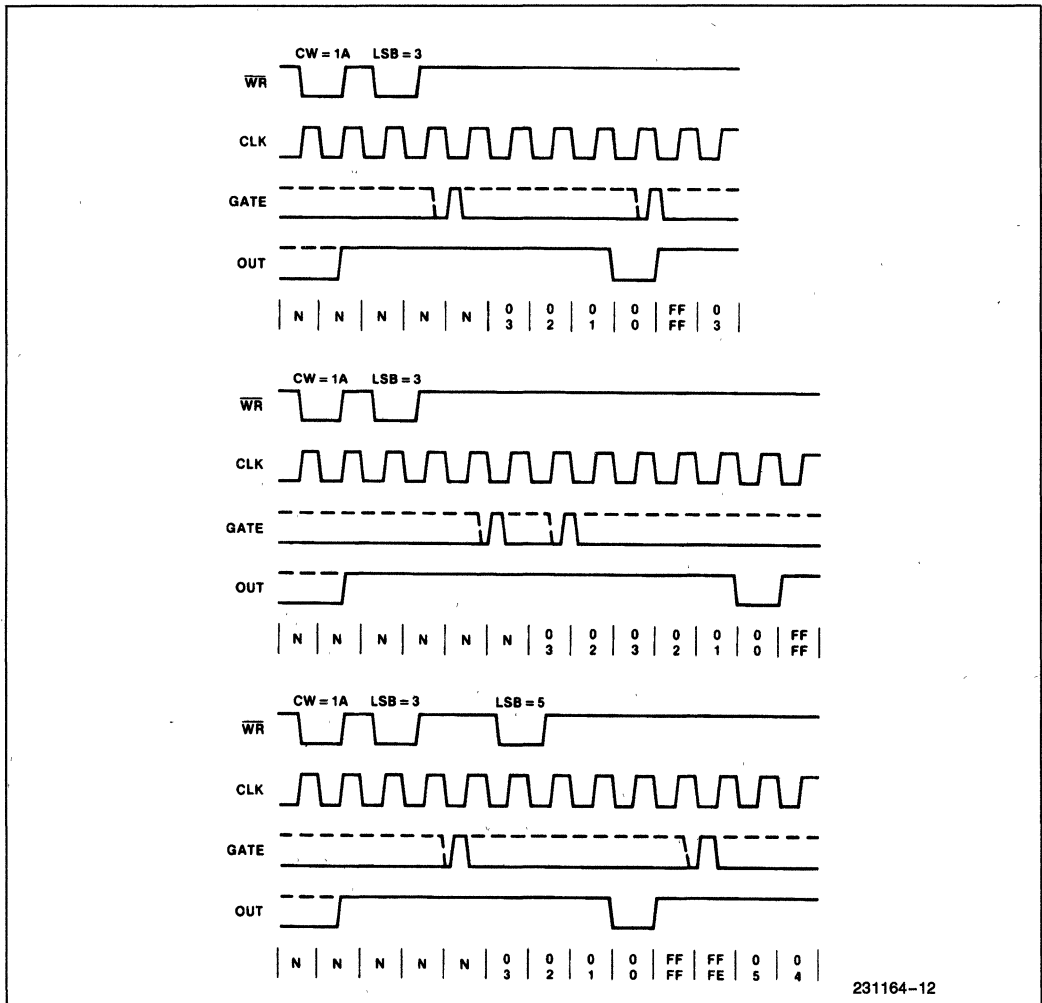 CW = 1A LSB = 3
WR
CLK
GATE
OUT
N N N N N 0 0 0 0 FF 0
3 2 1 0 FF 3
CW = 1A LSB = 3
WR
CLK
GATE
OUT
N N N N N N 0 0 0 0 0 0 FF
3 2 3 2 1 0 FF
CW = 1A LSB = 3 LSB = 5
WR
CLK
GATE
OUT
N N N N N 0 0 0 0 FF FF 0 0
3 2 1 0 FF FE 5 4
231164-12